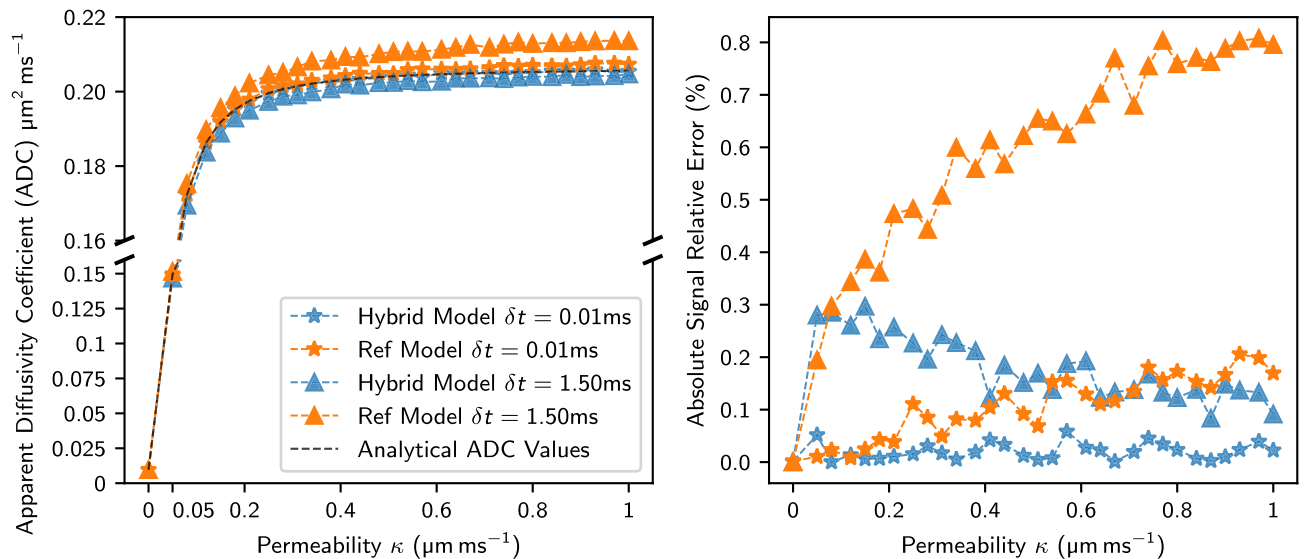 Apparent Diffusivity Coefficient (ADC) μm² ms⁻¹
0.22
0.20
0.18
0.16
0.15
0.125
0.1
0.075
0.05
0.025
0
Hybrid Model δt = 0.01ms
Ref Model δt = 0.01ms
Hybrid Model δt = 1.50ms
Ref Model δt = 1.50ms
Analytical ADC Values
0 0.05 0.2 0.4 0.6 0.8 1
Permeability κ (μm ms⁻¹)
Absolute Signal Relative Error (%)
0.8
0.7
0.6
0.5
0.4
0.3
0.2
0.1
0.0
0 0.2 0.4 0.6 0.8 1
Permeability κ (μm ms⁻¹)